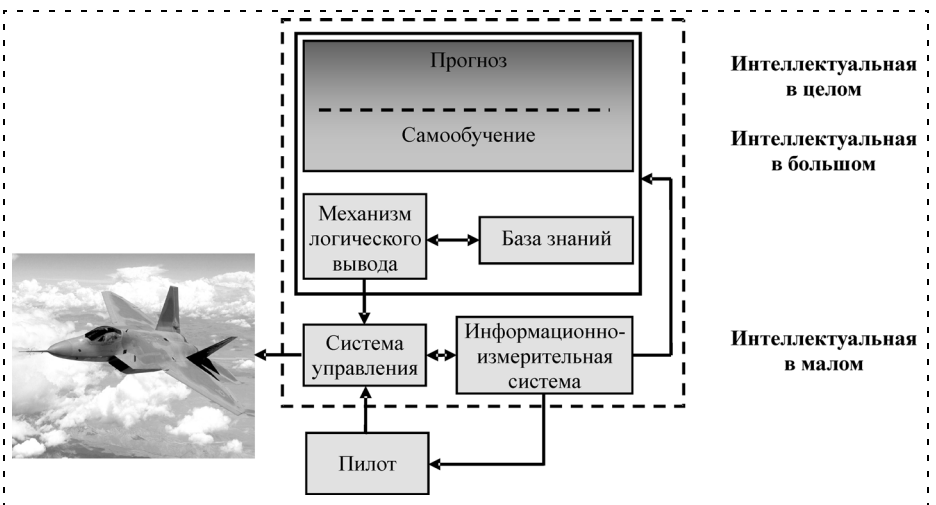 Прогноз
Самообучение
Интеллектуальная
в целом
Интеллектуальная
в большом
Механизм
логического
вывода
База знаний
Система
управления
Информационно-
измерительная
система
Интеллектуальная
в малом
Пилот